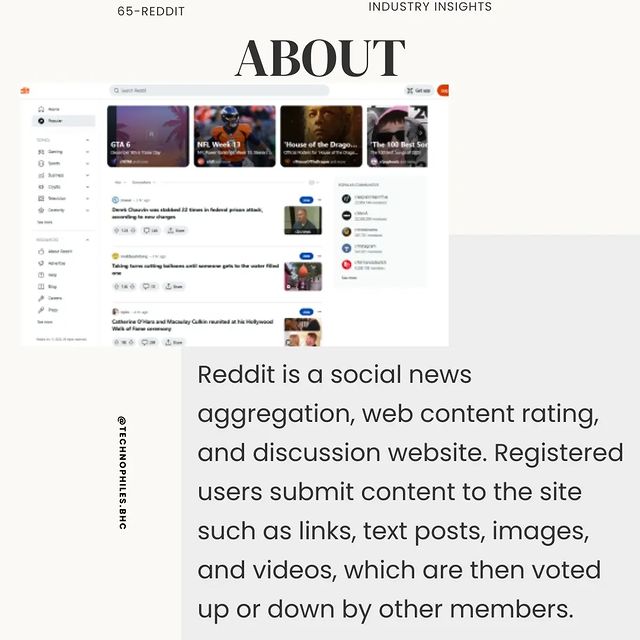 65-REDDIT
INDUSTRY INSIGHTS
ABOUT
Search Reddit
Get app
Home
Popular
TOPICS
Gaming
Sports
Business
Crypto
Television
Celebrity
See more
RESOURCES
About Reddit
Advertise
Help
Blog
Careers
Press
See more
GTA 6
NFL Week 13
'House of the Drago...
'The 100 Best Son
POPULAR COMMUNITIES
See more
Derek Chauvin was stabbed 22 times in federal prison attack,
according to new charges
Share
Taking turns cutting balloons until someone gets to the water filled
one
Share
Catherine O'Hara and Macaulay Culkin reunited at his Hollywood
Walk of Fame ceremony
Share
@TECHNOPHILES.BHC
Reddit is a social news
aggregation, web content rating,
and discussion website. Registered
users submit content to the site
such as links, text posts, images,
and videos, which are then voted
up or down by other members.